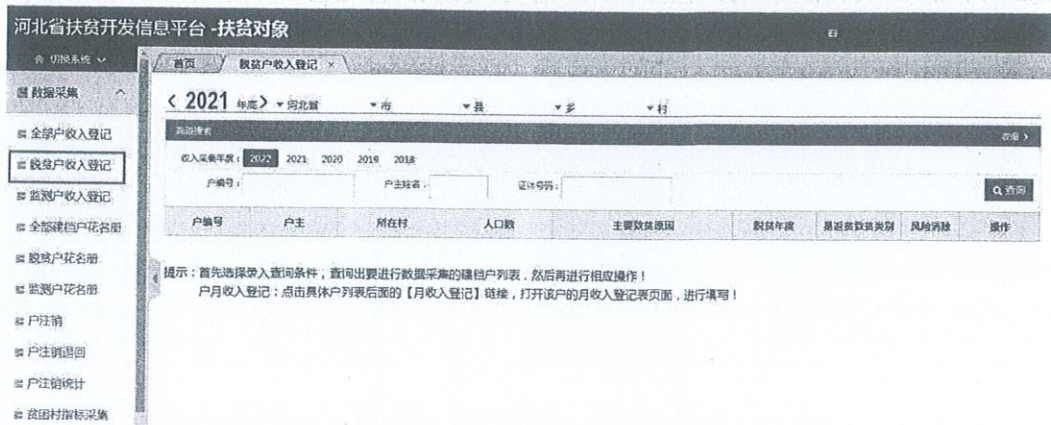 河北省扶贫开发信息平台 -扶贫对象
切换系统
首页 脱贫户收入登记 ×
数据采集
< 2021 年度 > 河北省 市 县 乡 村
全部户收入登记
脱贫户收入登记
监测户收入登记
全部建档户花名册
脱贫户花名册
监测户花名册
户注销
户注销退回
户注销统计
贫困村指标采集
收入采集年度: 2022 2021 2020 2019 2018
户编号: 户主姓名: 证件号码: 查询
户编号 户主 所在村 人口数 主要致贫原因 脱贫年度 是返贫致贫类别 风险消除 操作
提示:首先选择录入查询条件,查询出要进行数据采集的建档户列表,然后再进行相应操作!
户月收入登记:点击具体户列表后面的【月收入登记】链接,打开该户的月收入登记表页面,进行填写!